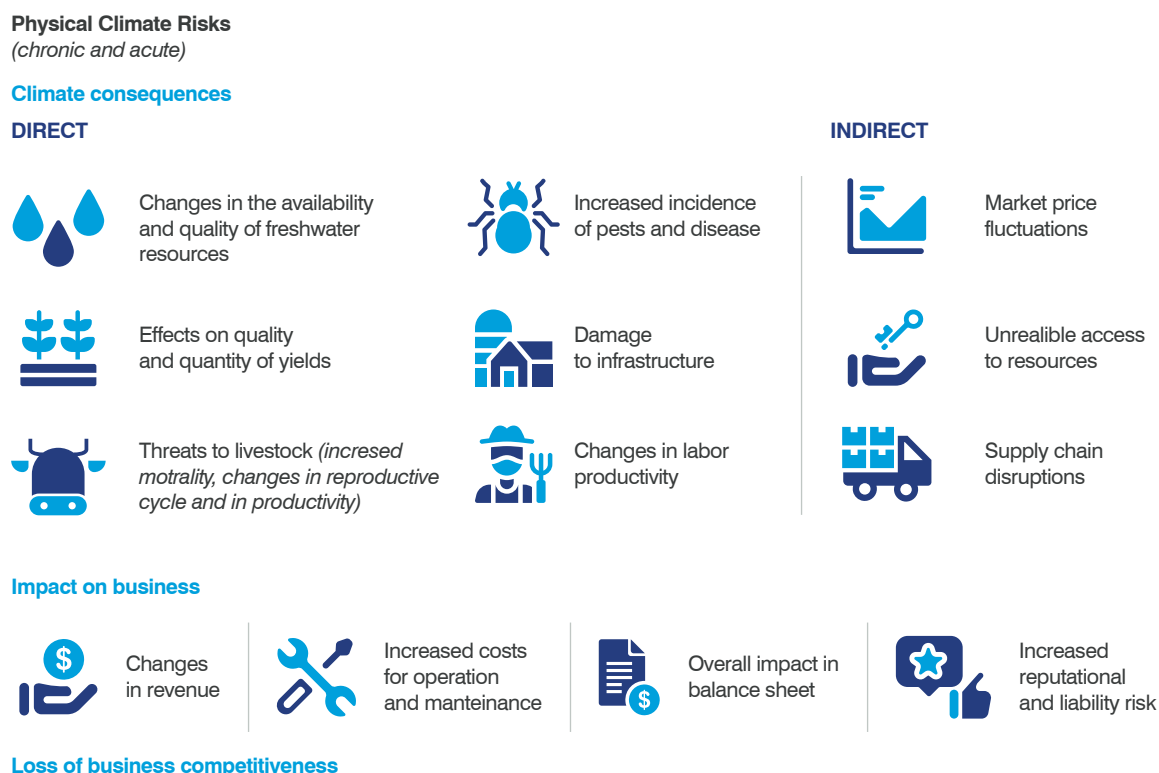 Physical Climate Risks
(chronic and acute)
Climate consequences
DIRECT
Changes in the availability
and quality of freshwater
resources
Increased incidence
of pests and disease
Effects on quality
and quantity of yields
Damage
to infrastructure
Threats to livestock (incresed
motrality, changes in reproductive
cycle and in productivity)
Changes in labor
productivity
INDIRECT
Market price
fluctuations
Unrealible access
to resources
Supply chain
disruptions
Impact on business
$
Changes
in revenue
Increased costs
for operation
and manteinance
$
Overall impact in
balance sheet
Increased
reputational
and liability risk
Loss of business competitiveness